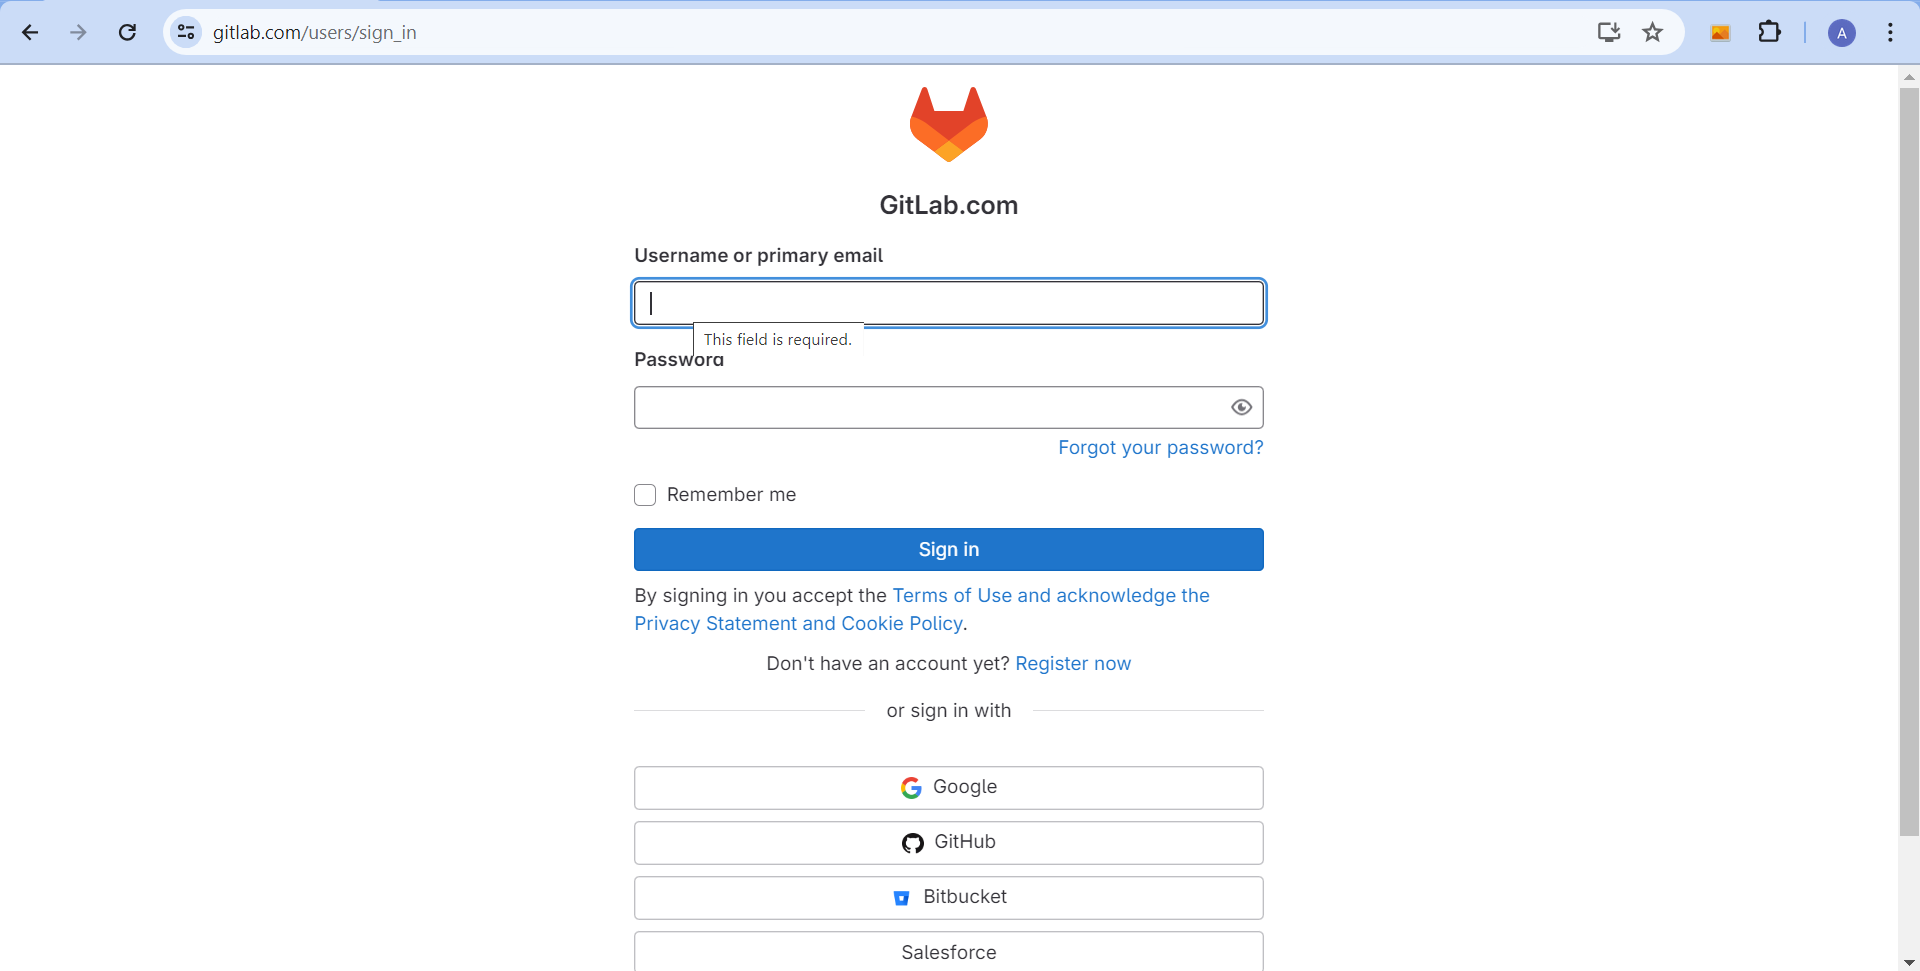 gitlab.com/users/sign_in
A
GitLab.com
Username or primary email
This field is required.
Password
Forgot your password?
Remember me
Sign in
By signing in you accept the Terms of Use and acknowledge the
Privacy Statement and Cookie Policy.
Don't have an account yet? Register now
or sign in with
Google
GitHub
Bitbucket
Salesforce